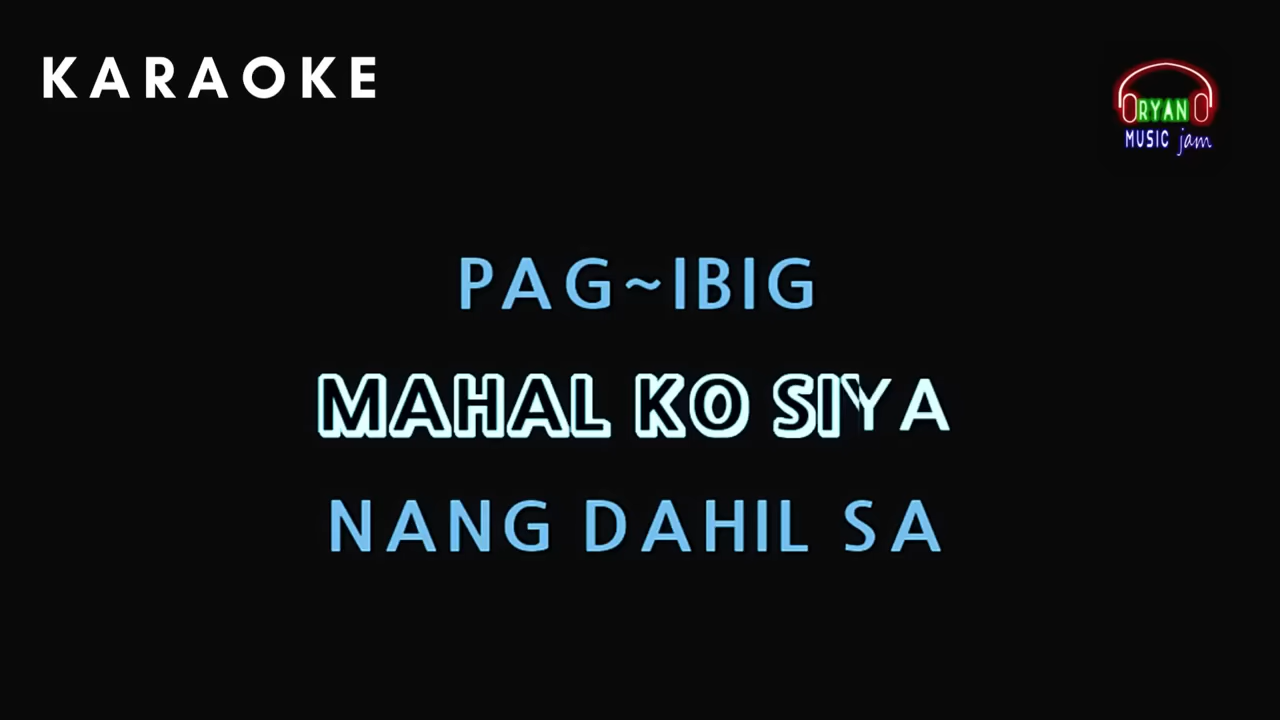 KARAOKE
RYAN
MUSIC jam
PAG~IBIG
MAHAL KO SIYA
NANG DAHIL SA